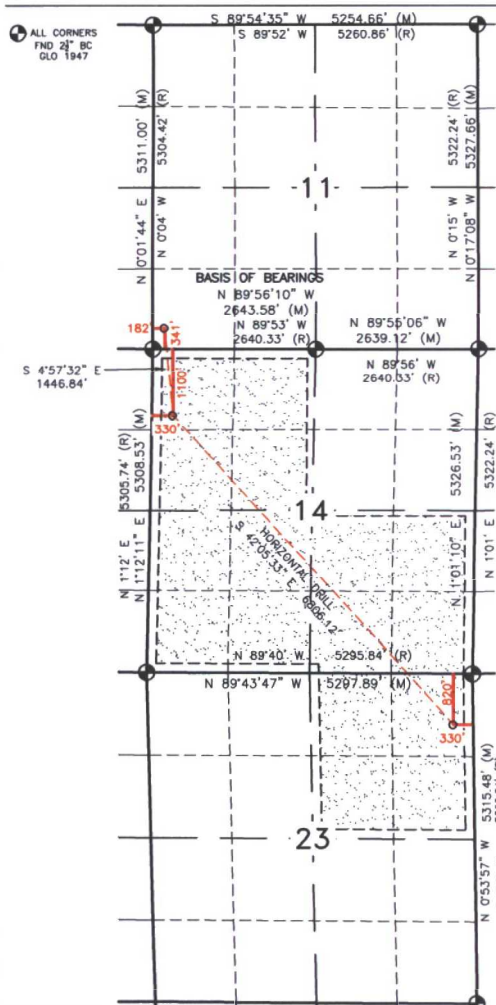 ALL CORNERS
FND 2½" BC
GLO 1947
S 89°54'35" W 5254.66' (M)
S 89°52' W 5260.86' (R)
5311.00' (M)
5304.42' (R)
5322.24' (R)
5327.66' (M)
11
N 0°01'44" E
N 0°04' W
N 0°15' W
N 0°17'08" W
BASIS OF BEARINGS
N 89°56'10" W
2643.58' (M)
N 89°53' W
2640.33' (R)
N 89°55'06" W
2639.12' (M)
N 89°56' W
2640.33' (R)
182'
341'
S 4°57'32" E
1446.84'
1100'
330'
5305.74' (R)
5308.53' (M)
5326.53' (M)
5322.24' (R)
14
HORIZONTAL DRILL
S 42°05'33" E 6806.12'
N 1°12' E
N 1°12'11" E
N 1°01'10" E
N 1°01' E
N 89°40' W 5295.84' (R)
N 89°43'47" W 5297.89' (M)
820'
330'
5315.48' (M)
23
N 0°53'57" W